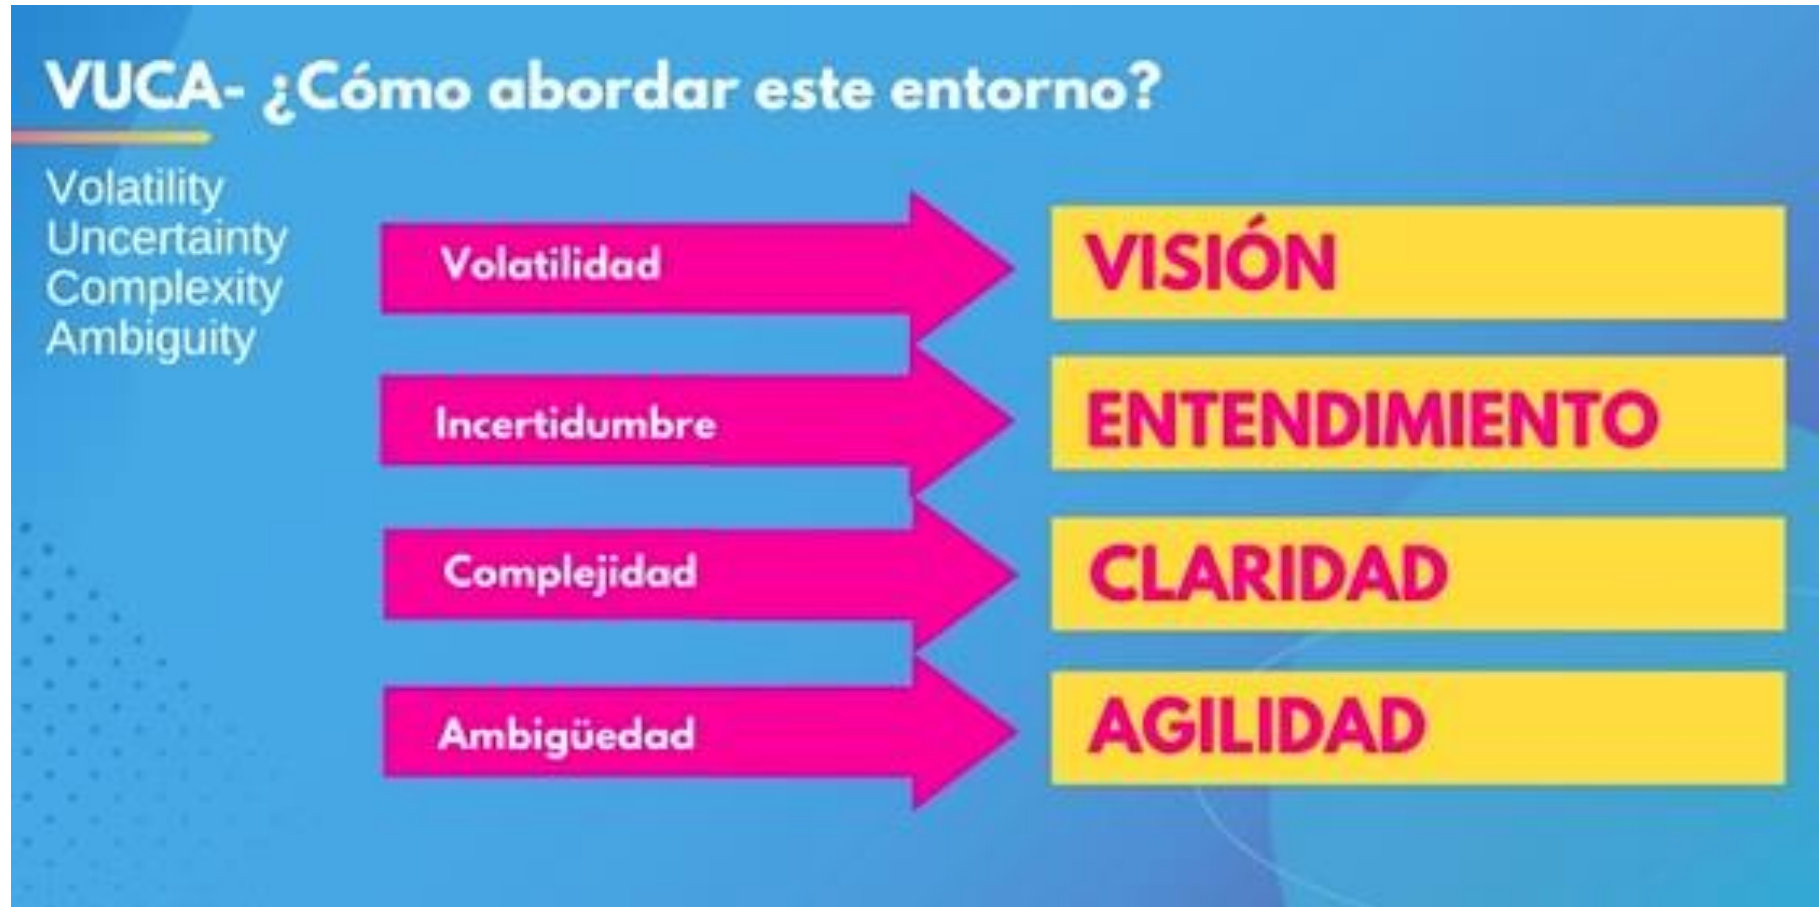 VUCA- ¿Cómo abordar este entorno?
Volatility
Uncertainty
Complexity
Ambiguity
Volatilidad
VISIÓN
Incertidumbre
ENTENDIMIENTO
Complejidad
CLARIDAD
Ambigüedad
AGILIDAD